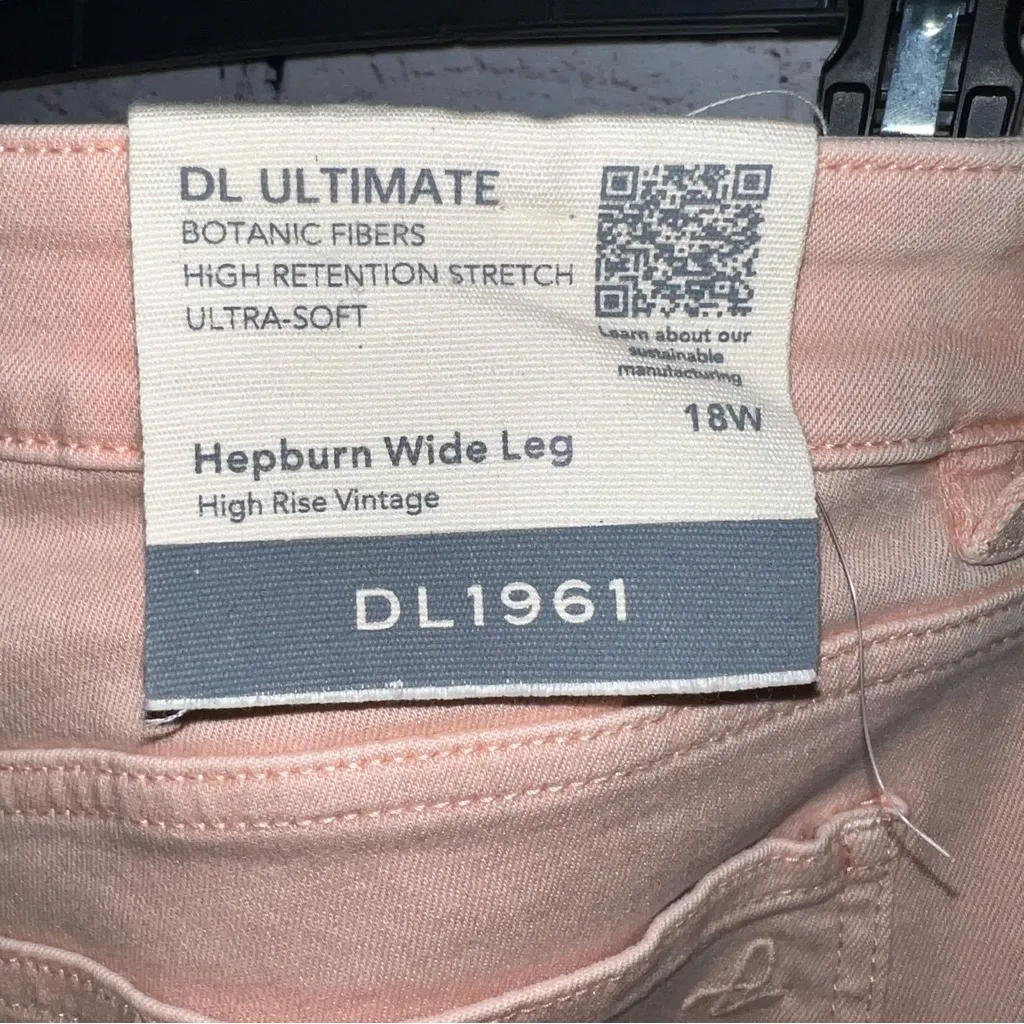 DL ULTIMATE
BOTANIC FIBERS
HIGH RETENTION STRETCH
ULTRA-SOFT
Learn about our
sustainable
manufacturing
18W
Hepburn Wide Leg
High Rise Vintage
DL1961